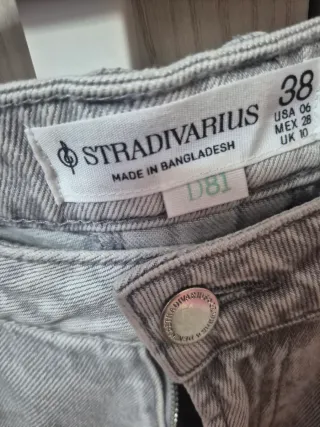 STRADIVARIUS
MADE IN BANGLADESH
38
USA 06
MEX 28
UK 10
D81